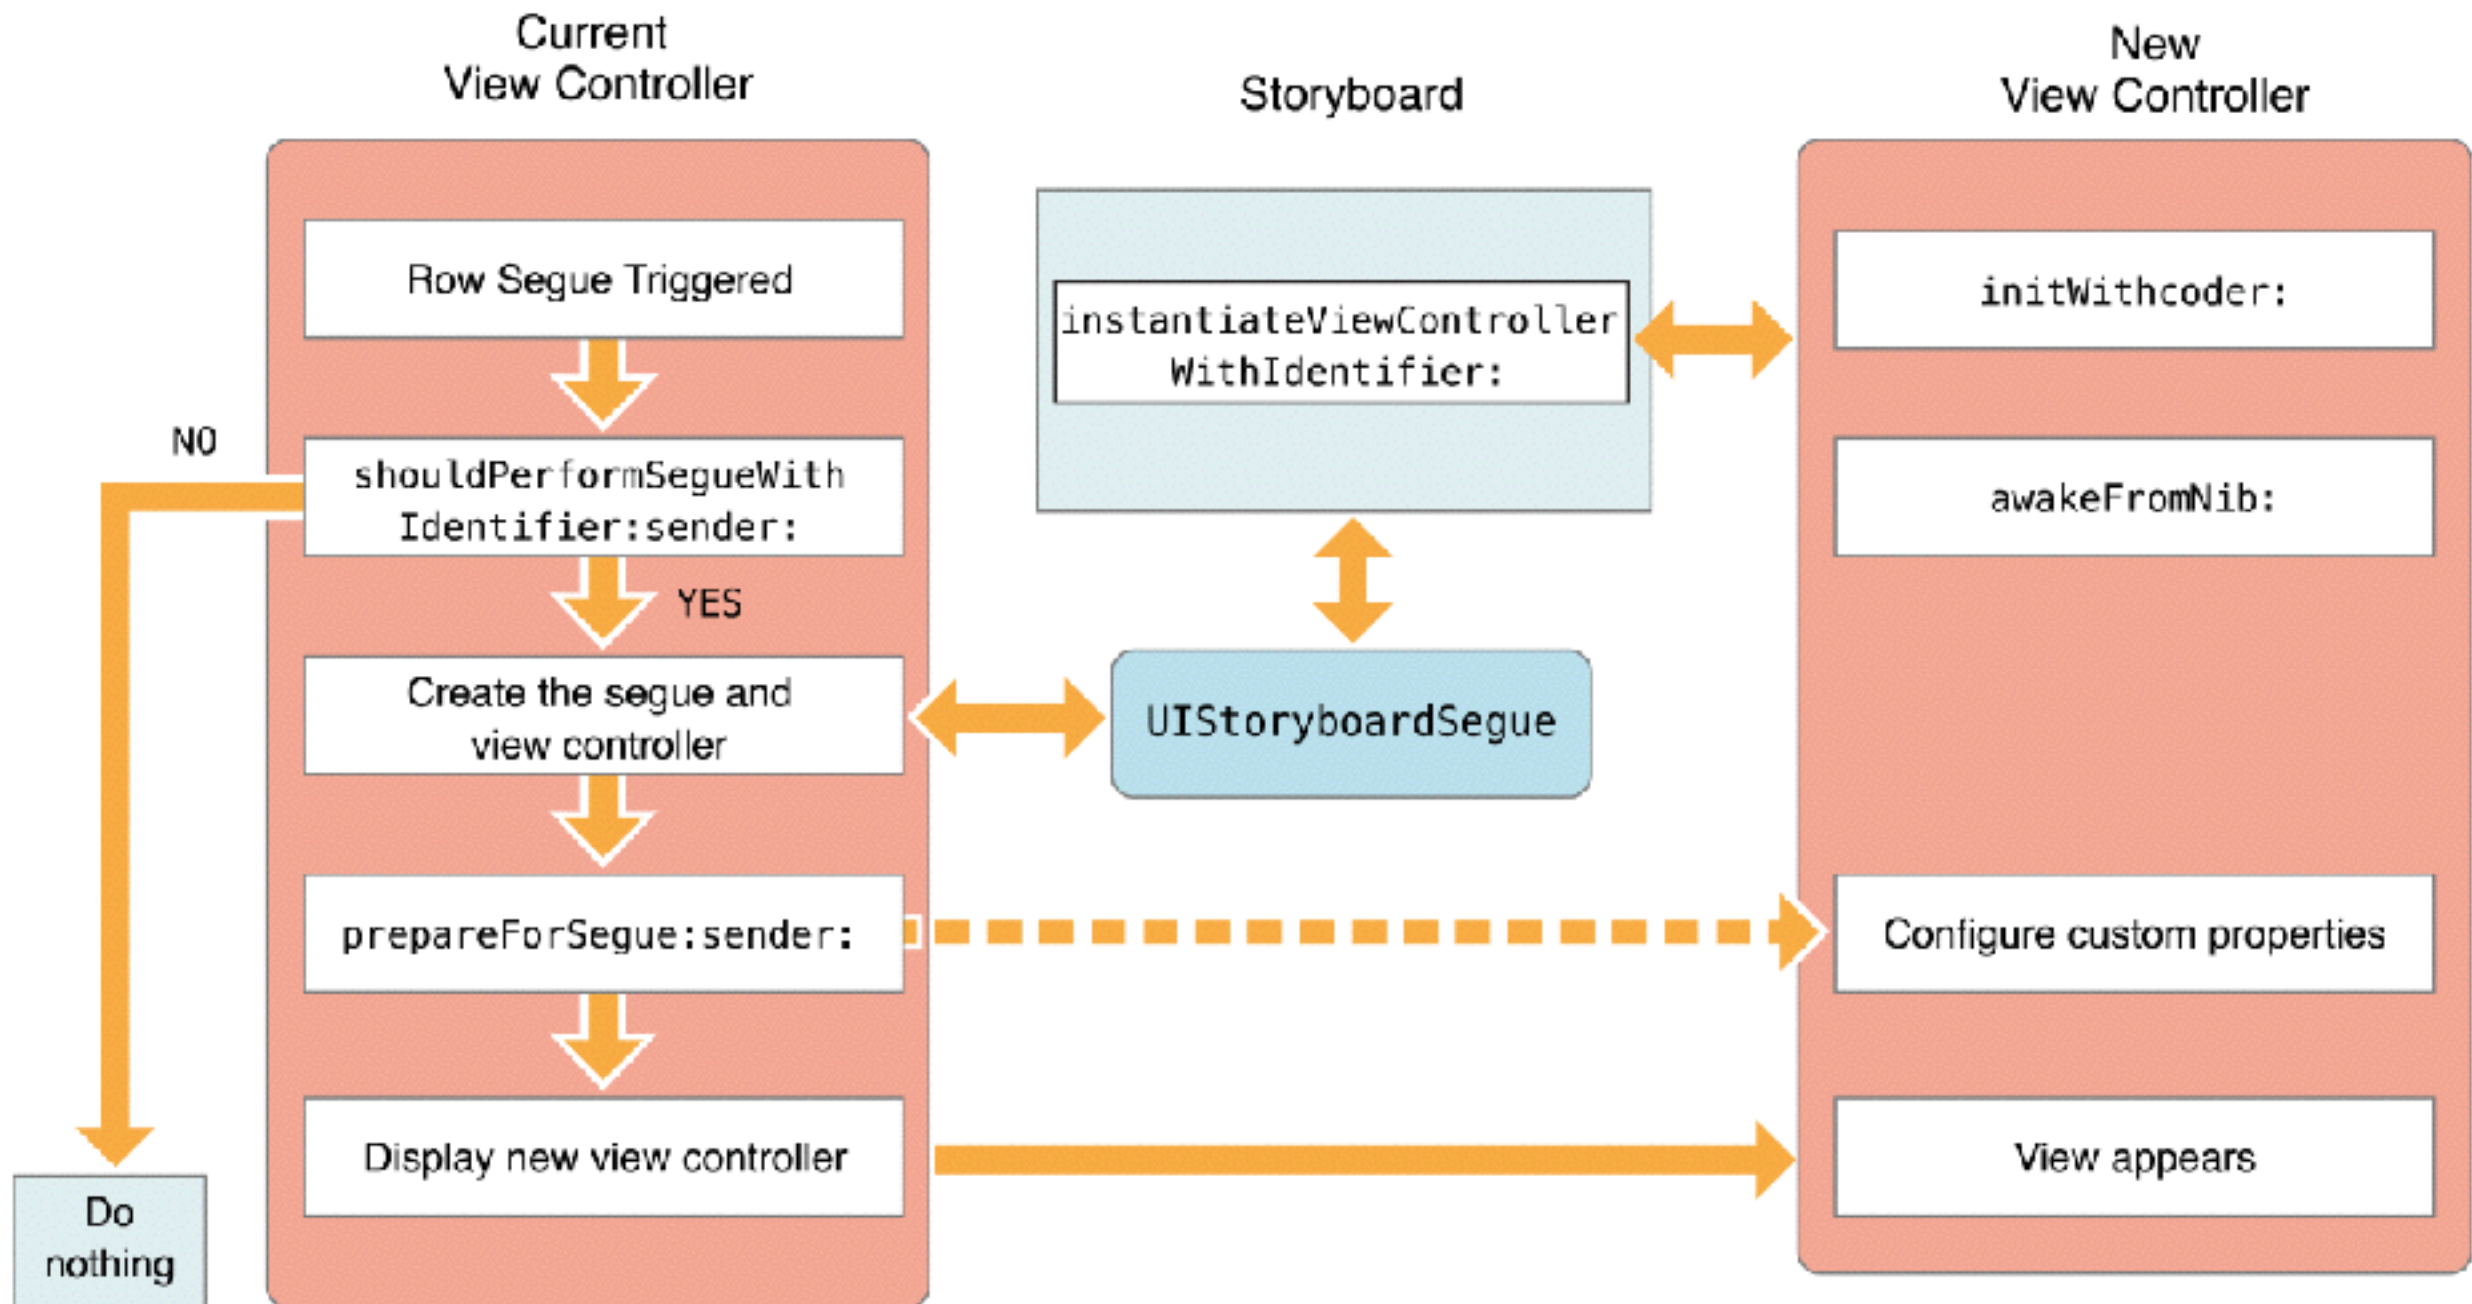 Current
View Controller
Storyboard
New
View Controller
Row Segue Triggered
NO
shouldPerformSegueWith
Identifier:sender:
YES
Create the segue and
view controller
prepareForSegue:sender:
Display new view controller
Do
nothing
instantiateViewController
WithIdentifier:
UIStoryboardSegue
initWithcoder:
awakeFromNib:
Configure custom properties
View appears